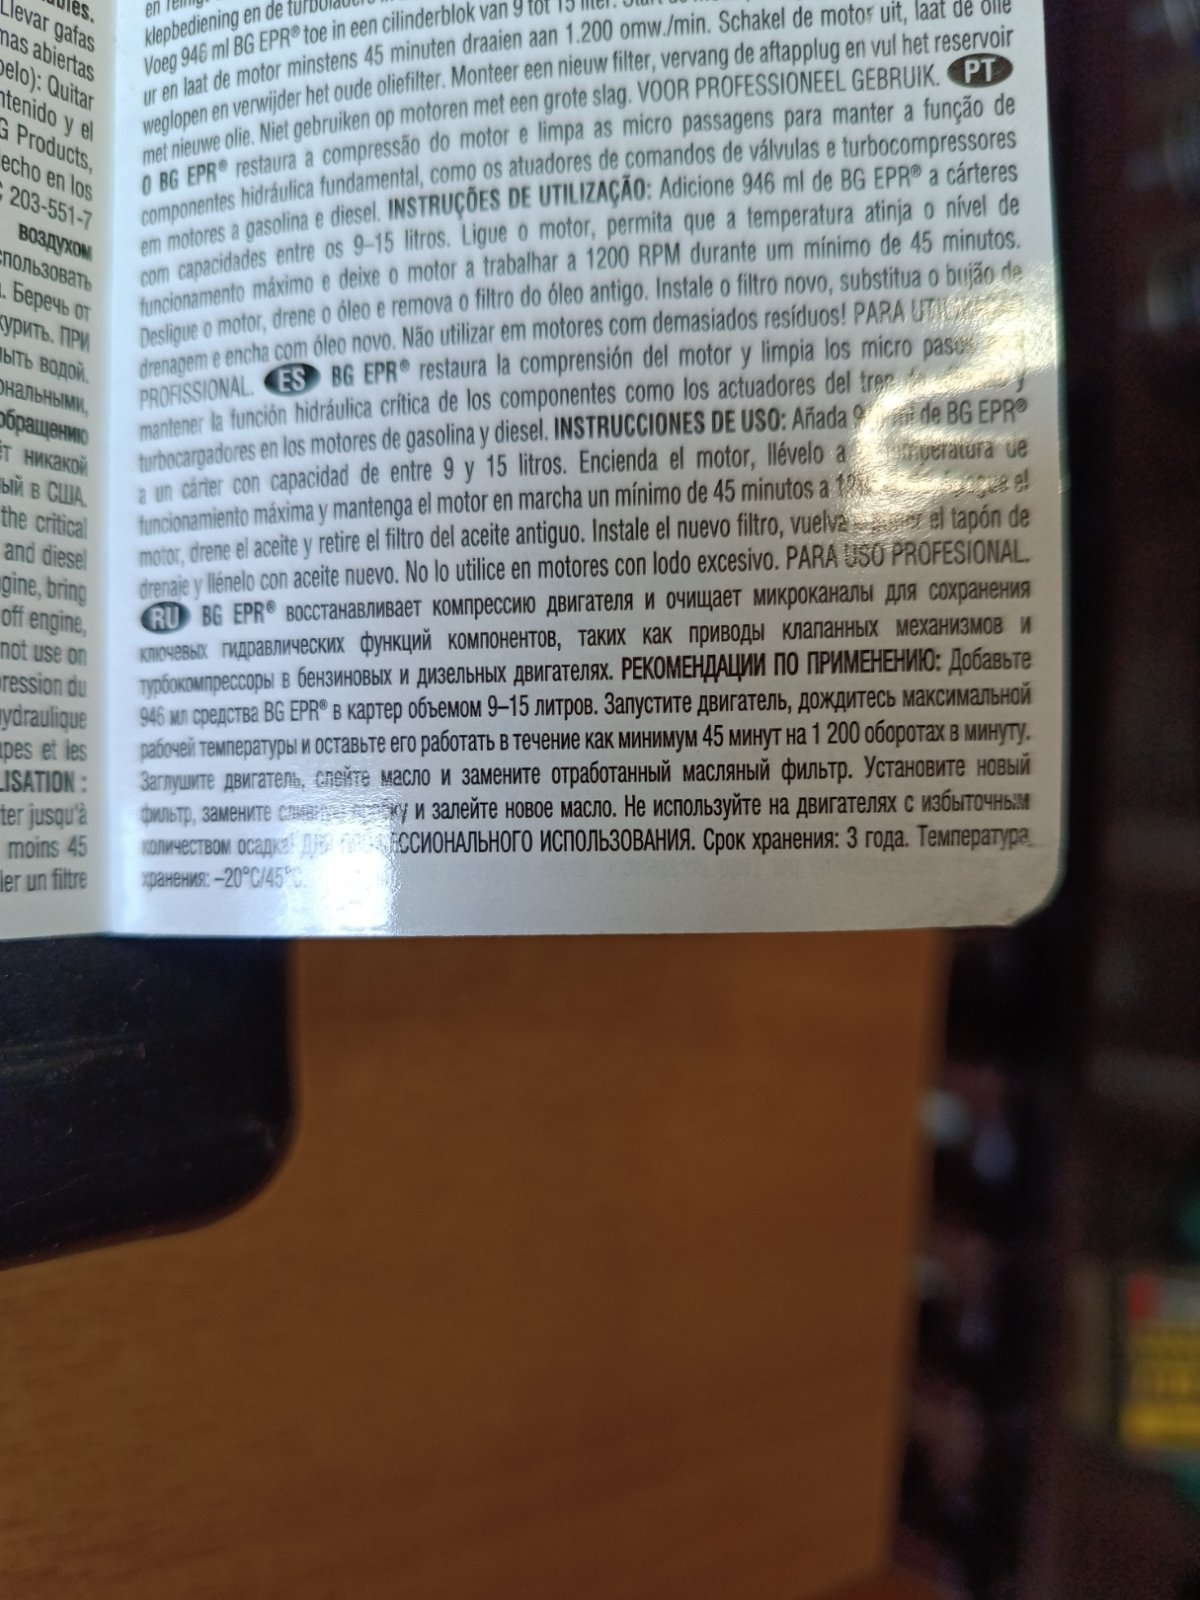 ables.
Llevar gafas
mas abiertas
pelo): Quitar
ntenido y el
G Products,
echo en los
203-551-7
воздухом
спользовать
. Беречь от
курить. ПРИ
ыть водой.
ональными,
обращению
т никакой
ый в США.
the critical
and diesel
gine, bring
off engine,
not use on
ression du
ydraulique
apes et les
LISATION :
ter jusqu'à
moins 45
ler un filtre
klepbediening en de turboladers
Voeg 946 ml BG EPR® toe in een cilinderblok van 9 tot 15 liter.
ur en laat de motor minstens 45 minuten draaien aan 1.200 omw./min. Schakel de motor uit, laat de olie
weglopen en verwijder het oude oliefilter. Monteer een nieuw filter, vervang de aftapplug en vul het reservoir
met nieuwe olie. Niet gebruiken op motoren met een grote slag. VOOR PROFESSIONEEL GEBRUIK. PT
O BG EPR® restaura a compressão do motor e limpa as micro passagens para manter a função de
componentes hidráulica fundamental, como os atuadores de comandos de válvulas e turbocompressores
em motores a gasolina e diesel. INSTRUÇÕES DE UTILIZAÇÃO: Adicione 946 ml de BG EPR® a cárteres
com capacidades entre os 9–15 litros. Ligue o motor, permita que a temperatura atinja o nível de
funcionamento máximo e deixe o motor a trabalhar a 1200 RPM durante um mínimo de 45 minutos.
Desligue o motor, drene o óleo e remova o filtro do óleo antigo. Instale o filtro novo, substitua o bujão de
drenagem e encha com óleo novo. Não utilizar em motores com demasiados resíduos! PARA
PROFISSIONAL. ES BG EPR® restaura la comprensión del motor y limpia los micro
mantener la función hidráulica crítica de los componentes como los actuadores del tren y
turbocargadores en los motores de gasolina y diesel. INSTRUCCIONES DE USO: Añada ml de BG EPR®
a un cárter con capacidad de entre 9 y 15 litros. Encienda el motor, llévelo a temperatura de
funcionamiento máxima y mantenga el motor en marcha un mínimo de 45 minutos a el
motor, drene el aceite y retire el filtro del aceite antiguo. Instale el nuevo filtro, vuelva el tapón de
drenaje y llénelo con aceite nuevo. No lo utilice en motores con lodo excesivo. PARA USO PROFESIONAL.
RU BG EPR® восстанавливает компрессию двигателя и очищает микроканалы для сохранения
ключевых гидравлических функций компонентов, таких как приводы клапанных механизмов и
турбокомпрессоры в бензиновых и дизельных двигателях. РЕКОМЕНДАЦИИ ПО ПРИМЕНЕНИЮ: Добавьте
946 мл средства BG EPR® в картер объемом 9–15 литров. Запустите двигатель, дождитесь максимальной
рабочей температуры и оставьте его работать в течение как минимум 45 минут на 1 200 оборотах в минуту.
Заглушите двигатель, слейте масло и замените отработанный масляный фильтр. Установите новый
фильтр, замените и залейте новое масло. Не используйте на двигателях с избыточным
количеством осадка! ДЛЯ ПРОФЕССИОНАЛЬНОГО ИСПОЛЬЗОВАНИЯ. Срок хранения: 3 года. Температура
хранения: –20°C/45°C.